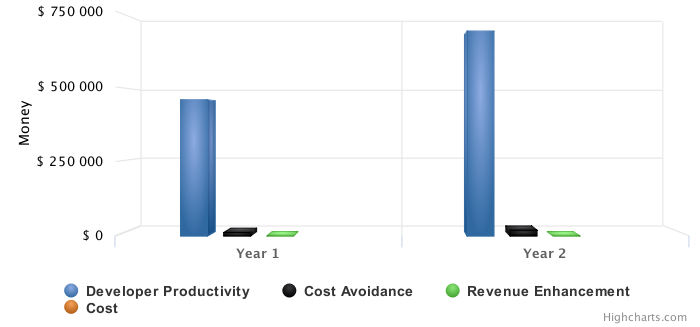 $ 750 000
$ 500 000
$ 250 000
$ 0
Money
Year 1
Year 2
Developer Productivity
Cost Avoidance
Revenue Enhancement
Cost
Highcharts.com